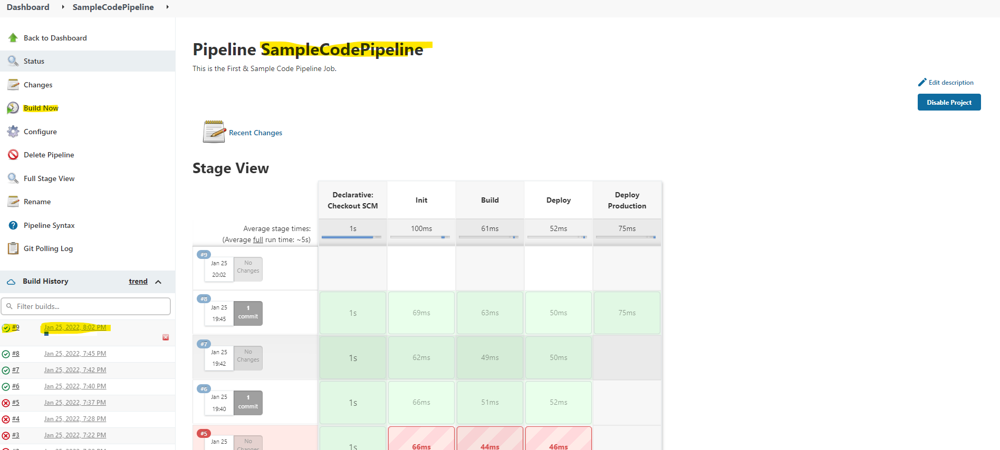 Dashboard SampleCodePipeline
Back to Dashboard
Status
Changes
Build Now
Configure
Delete Pipeline
Full Stage View
Rename
Pipeline Syntax
Git Polling Log
Build History trend
Filter builds...
#9 Jan 25, 2022, 8:02 PM
#8 Jan 25, 2022, 7:45 PM
#7 Jan 25, 2022, 7:42 PM
#6 Jan 25, 2022, 7:40 PM
#5 Jan 25, 2022, 7:37 PM
#4 Jan 25, 2022, 7:28 PM
#3 Jan 25, 2022, 7:22 PM
Pipeline SampleCodePipeline
This is the First & Sample Code Pipeline Job.
Edit description
Disable Project
Recent Changes
Stage View
Declarative:
Checkout SCM
Init
Build
Deploy
Deploy
Production
Average stage times:
(Average full run time: ~5s)
1s 100ms 61ms 52ms 75ms
#9
Jan 25
20:02
No
Changes
#8
Jan 25
19:45
1
commit
1s 69ms 63ms 50ms 75ms
#7
Jan 25
19:42
No
Changes
1s 62ms 49ms 50ms
#6
Jan 25
19:40
1
commit
1s 66ms 51ms 52ms
#5
Jan 25
No
Changes
1s 66ms 44ms 46ms